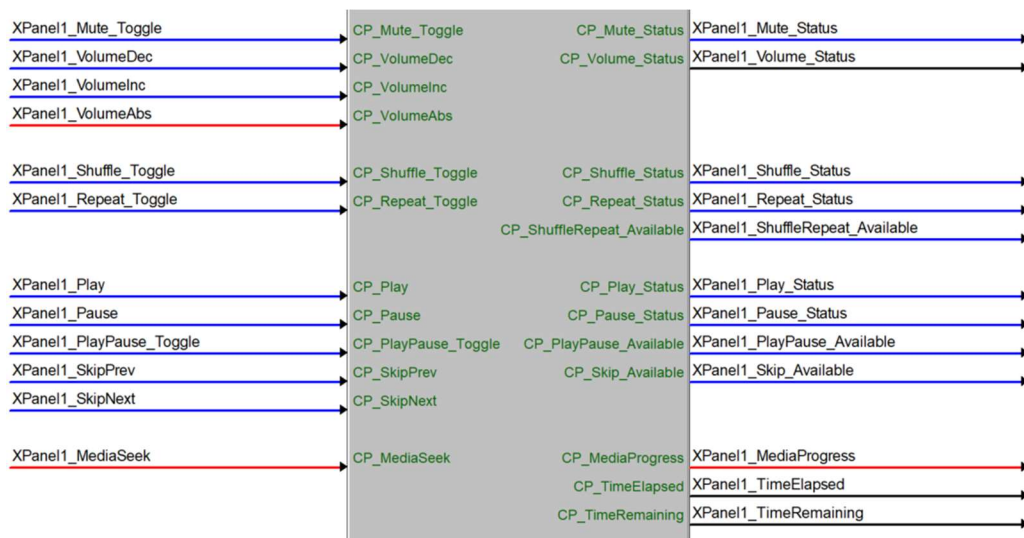 XPanel1_Mute_Toggle CP_Mute_Toggle CP_Mute_Status XPanel1_Mute_Status
XPanel1_VolumeDec CP_VolumeDec CP_Volume_Status XPanel1_Volume_Status
XPanel1_VolumeInc CP_VolumeInc
XPanel1_VolumeAbs CP_VolumeAbs
XPanel1_Shuffle_Toggle CP_Shuffle_Toggle CP_Shuffle_Status XPanel1_Shuffle_Status
XPanel1_Repeat_Toggle CP_Repeat_Toggle CP_Repeat_Status XPanel1_Repeat_Status
CP_ShuffleRepeat_Available XPanel1_ShuffleRepeat_Available
XPanel1_Play CP_Play CP_Play_Status XPanel1_Play_Status
XPanel1_Pause CP_Pause CP_Pause_Status XPanel1_Pause_Status
XPanel1_PlayPause_Toggle CP_PlayPause_Toggle CP_PlayPause_Available XPanel1_PlayPause_Available
XPanel1_SkipPrev CP_SkipPrev CP_Skip_Available XPanel1_Skip_Available
XPanel1_SkipNext CP_SkipNext
XPanel1_MediaSeek CP_MediaSeek CP_MediaProgress XPanel1_MediaProgress
CP_TimeElapsed XPanel1_TimeElapsed
CP_TimeRemaining XPanel1_TimeRemaining